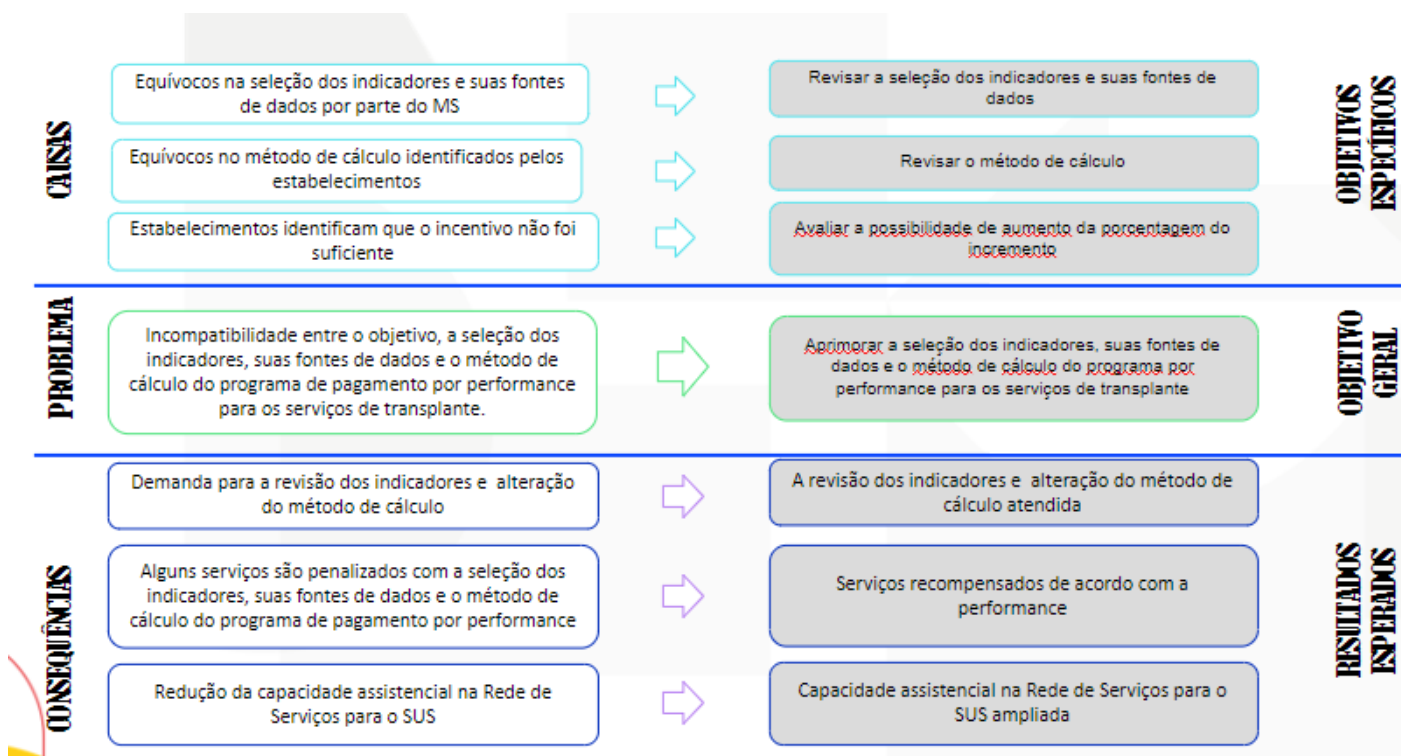 CAUSAS
Equívocos na seleção dos indicadores e suas fontes
de dados por parte do MS
Revisar a seleção dos indicadores e suas fontes de
dados
Equívocos no método de cálculo identificados pelos
estabelecimentos
Revisar o método de cálculo
Estabelecimentos identificam que o incentivo não foi
suficiente
Avaliar a possibilidade de aumento da porcentagem do
incremento
OBJETIVOS
ESPECÍFICOS
PROBLEMA
Incompatibilidade entre o objetivo, a seleção dos
indicadores, suas fontes de dados e o método de
cálculo do programa de pagamento por performance
para os serviços de transplante.
Aprimorar a seleção dos indicadores, suas fontes de
dados e o método de cálculo do programa por
performance para os serviços de transplante
OBJETIVO
GERAL
CONSEQUÊNCIAS
Demanda para a revisão dos indicadores e  alteração
do método de cálculo
A revisão dos indicadores e  alteração do método de
cálculo atendida
Alguns serviços são penalizados com a seleção dos
indicadores, suas fontes de dados e o método de
cálculo do programa de pagamento por performance
Serviços recompensados de acordo com a
performance
Redução da capacidade assistencial na Rede de
Serviços para o SUS
Capacidade assistencial na Rede de Serviços para o
SUS ampliada
RESULTADOS
ESPERADOS